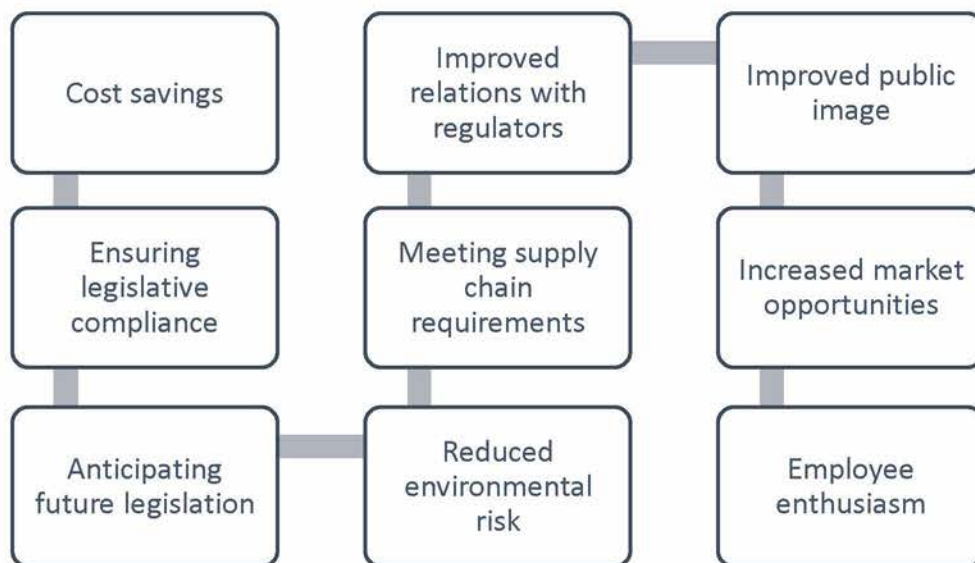 Cost savings
Ensuring
legislative
compliance
Anticipating
future legislation
Reduced
environmental
risk
Meeting supply
chain
requirements
Improved
relations with
regulators
Improved public
image
Increased market
opportunities
Employee
enthusiasm